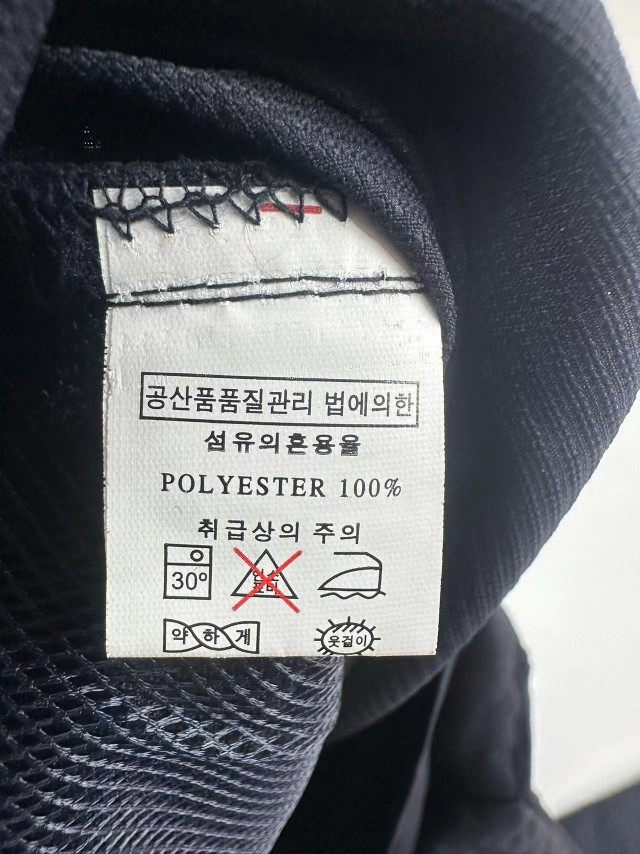 공산품품질관리 법에의한
섬유의혼용율
POLYESTER 100%
취급상의 주의
30º
약하게
옷걸이